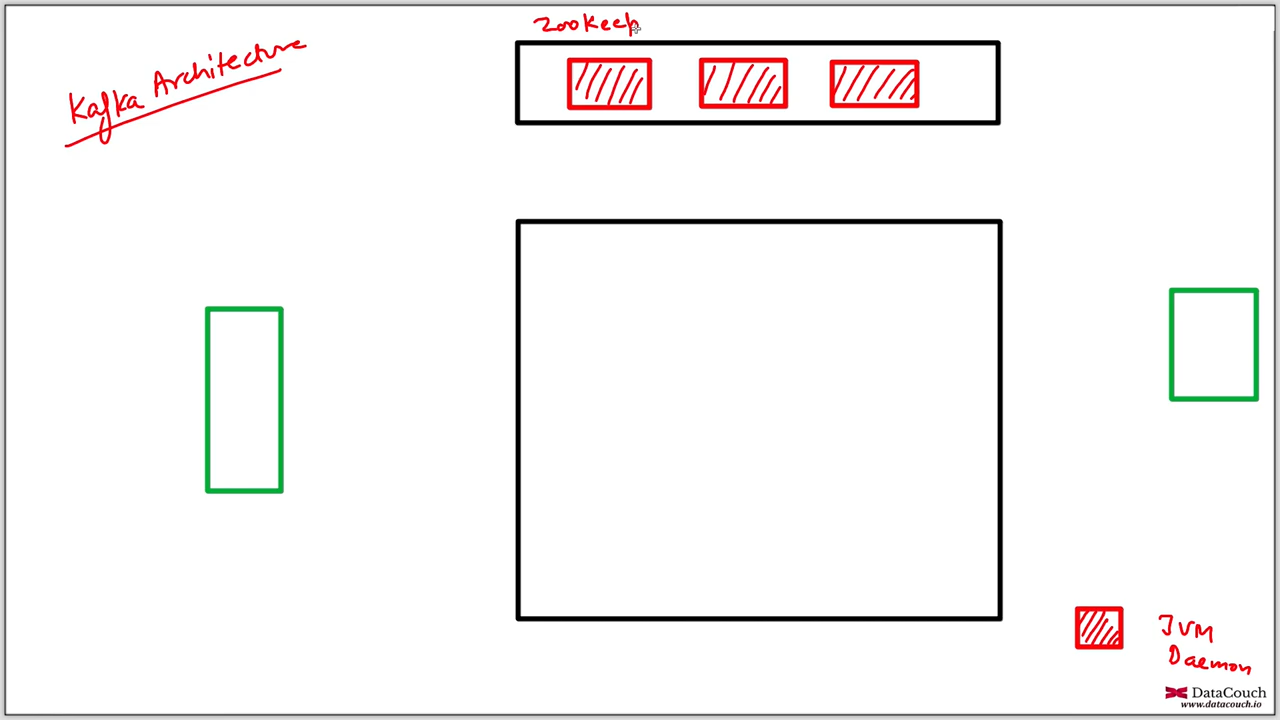 Zookeep
Kafka Architecture
JVM
Daemon
DataCouch
www.datacouch.io